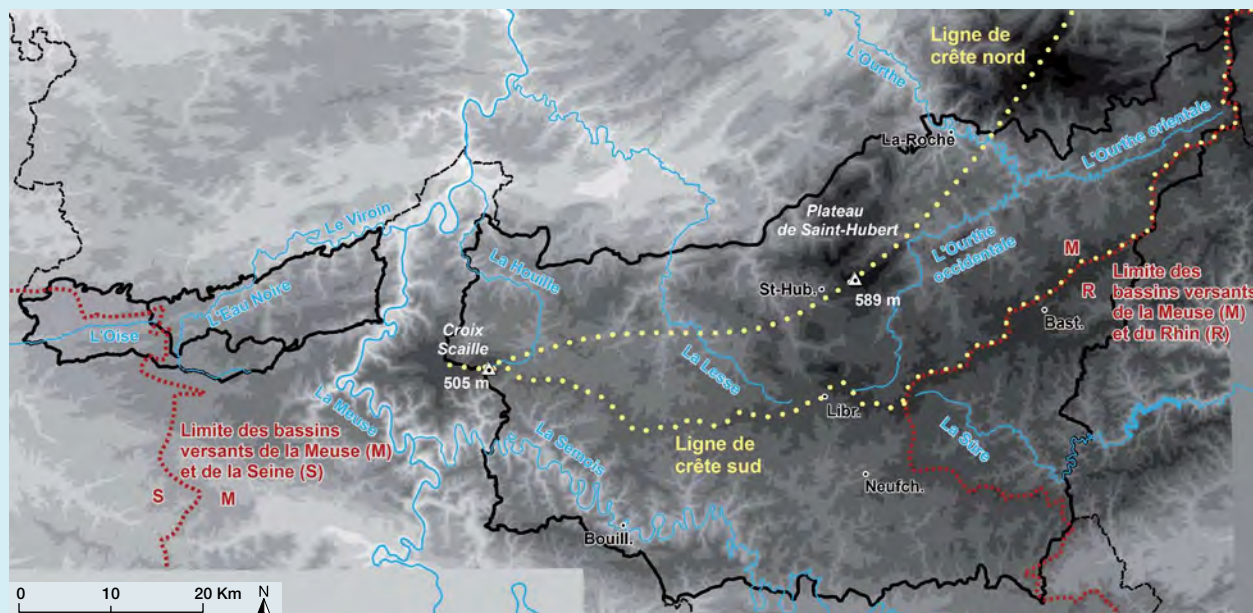 Ligne de
crête nord
L'Ourthe
La-Roche
L'Ourthe orientale
Le Viroin
Plateau
de Saint-Hubert
L'Ourthe
occidentale
La Houille
L'Eau Noire
M
R
Limite des
bassins versants
de la Meuse (M)
et du Rhin (R)
St-Hub.
589 m
Bast.
L'Oise
Croix
Scaille
505 m
La Lesse
La Meuse
Libr.
Limite des bassins
versants de la Meuse (M)
et de la Seine (S)
La Semois
Ligne de
crête sud
La Sûre
S
M
Neufch.
Bouill.
0 10 20 Km
N